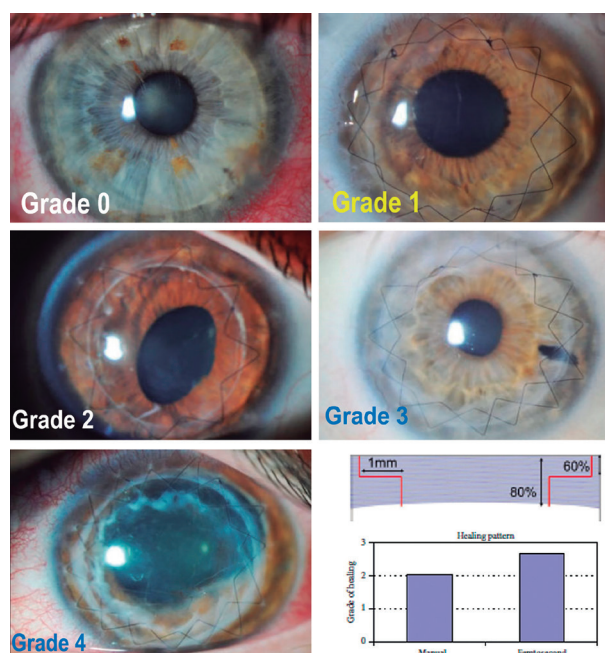 Grade 0
Grade 1
Grade 2
Grade 3
Grade 4
1mm
80%
60%
Healing pattern
Grade of healing
3
2
1
0
Manual
Femtosecond